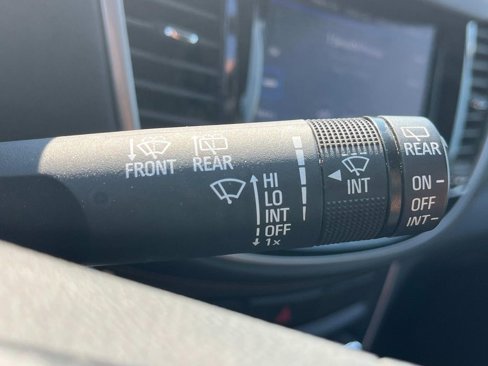 FRONT
REAR
HI
LO
INT
OFF
1x
INT
REAR
ON
OFF
INT